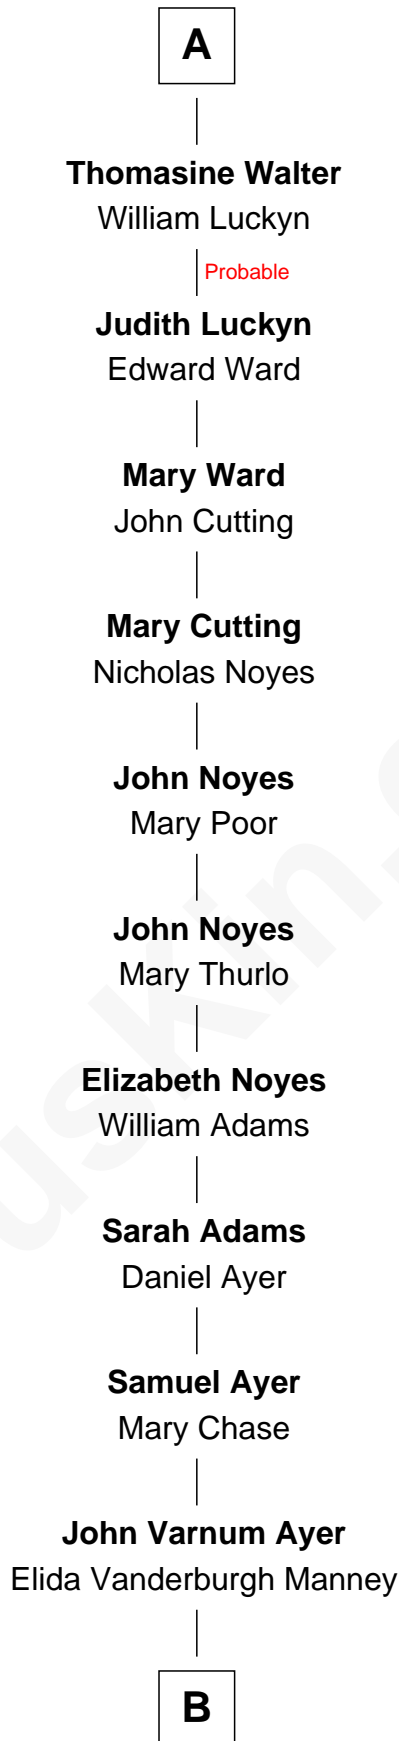 A
Thomasine Walter
William Luckyn
Probable
Judith Luckyn
Edward Ward
Mary Ward
John Cutting
Mary Cutting
Nicholas Noyes
John Noyes
Mary Poor
John Noyes
Mary Thurlo
Elizabeth Noyes
William Adams
Sarah Adams
Daniel Ayer
Samuel Ayer
Mary Chase
John Varnum Ayer
Elida Vanderburgh Manney
B